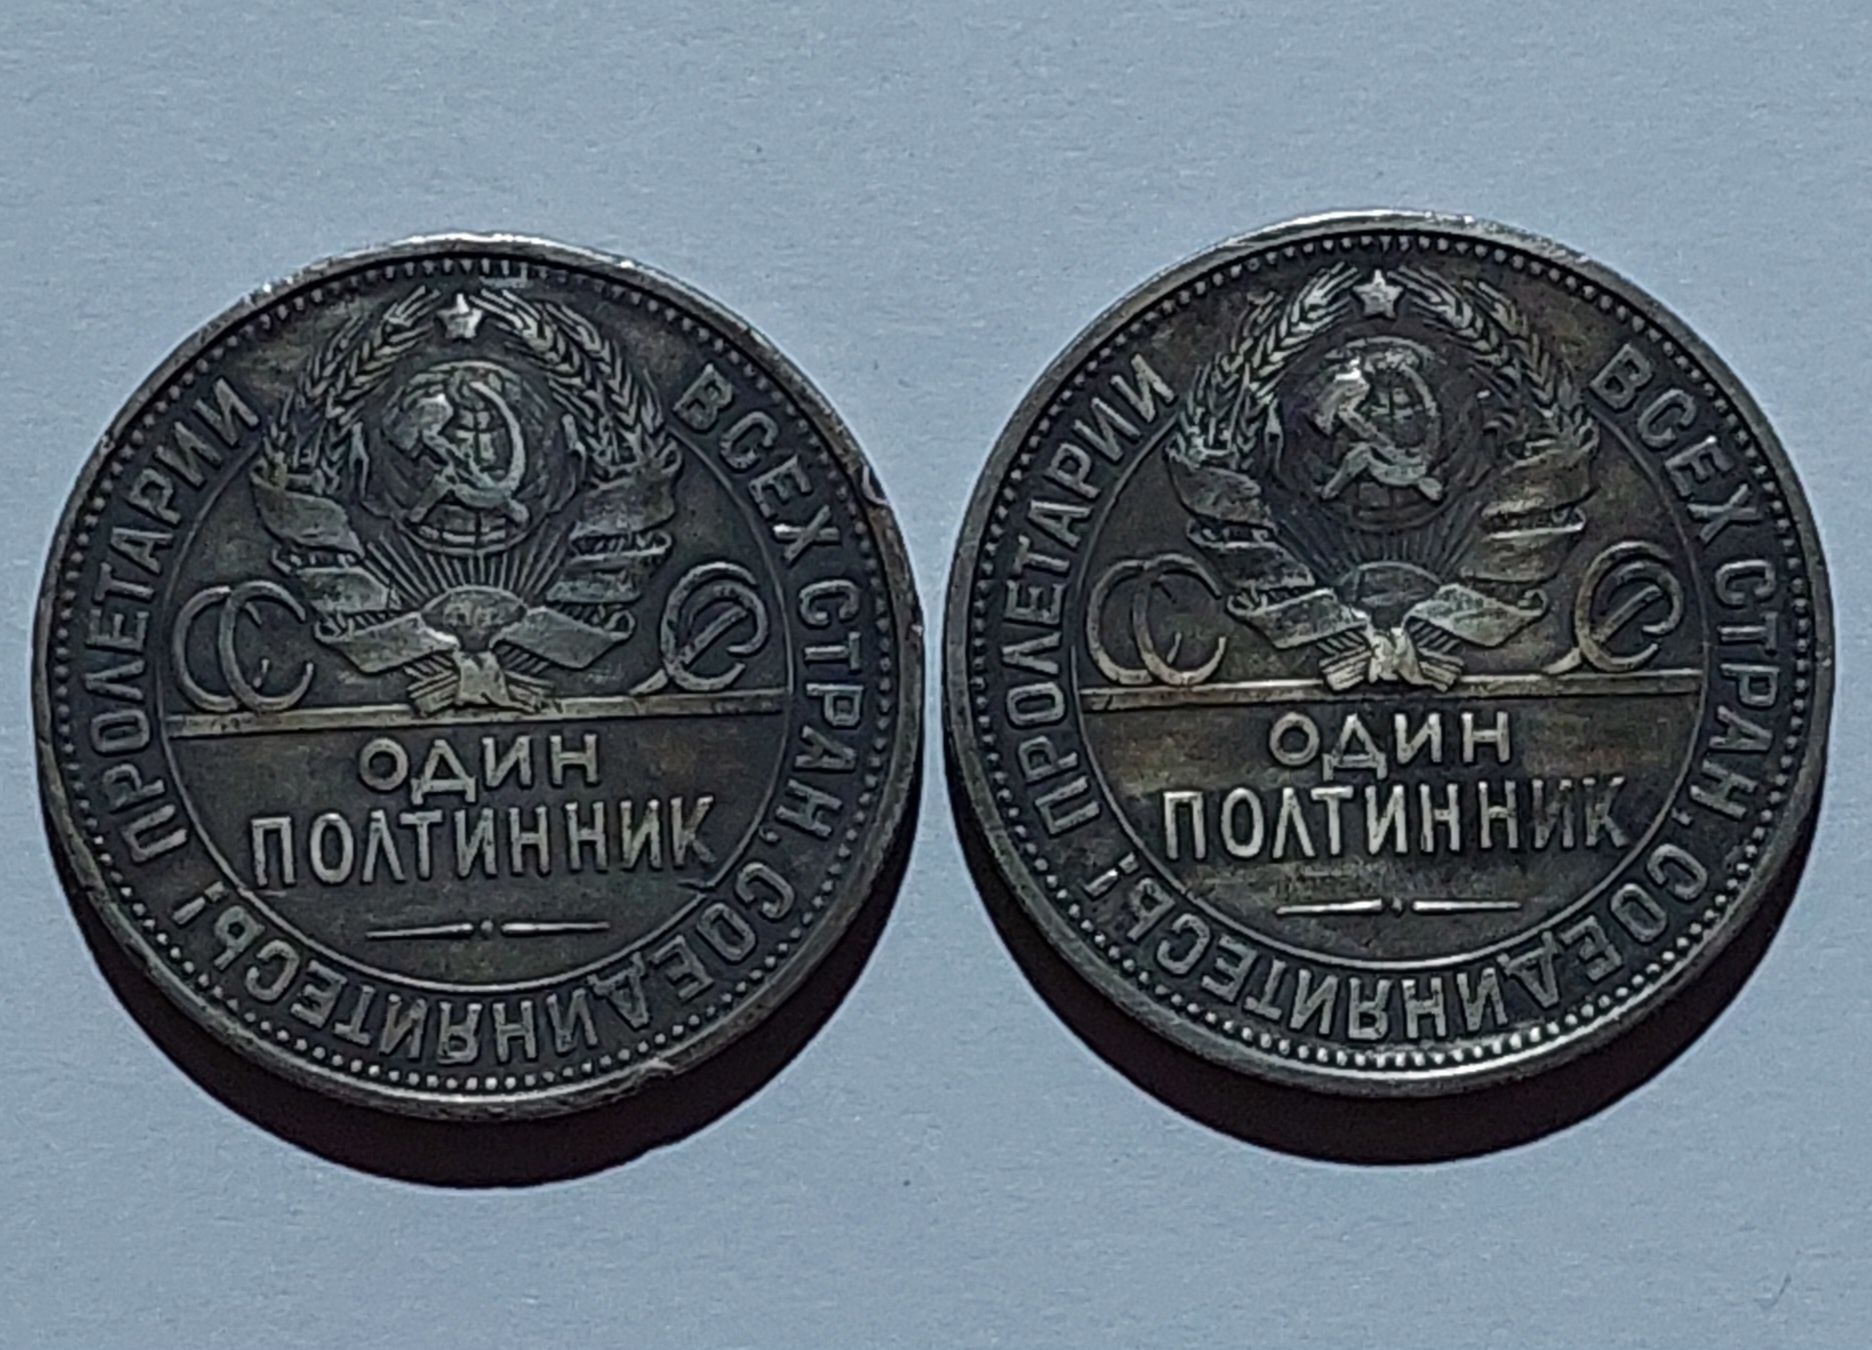 ПРОЛЕТАРИИ ВСЕХ СТРАН, СОЕДИНЯЙТЕСЬ!
СССР
ОДИН
ПОЛТИННИК
ПРОЛЕТАРИИ ВСЕХ СТРАН, СОЕДИНЯЙТЕСЬ!
СССР
ОДИН
ПОЛТИННИК